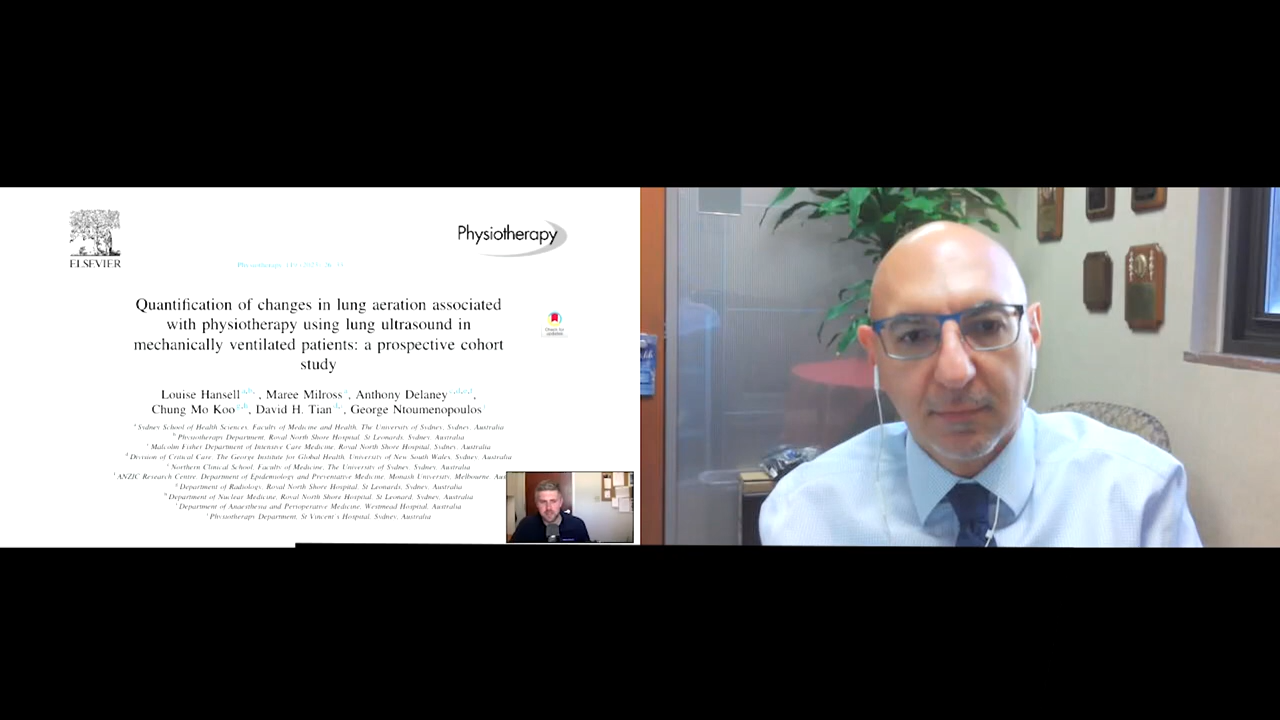 ELSEVIER
Physiotherapy
Quantification of changes in lung aeration associated
with physiotherapy using lung ultrasound in
mechanically ventilated patients: a prospective cohort
study
Check for
updates
Louise Hansell , Maree Milross , Anthony Delaney ,
Chung Mo Koo , David H. Tian , George Ntoumenopoulos
a Sydney School of Health Sciences, Faculty of Medicine and Health, The University of Sydney, Sydney, Australia
b Physiotherapy Department, Royal North Shore Hospital, St Leonards, Sydney, Australia
c Malcolm Fisher Department of Intensive Care Medicine, Royal North Shore Hospital, Sydney, Australia
d Division of Critical Care, The George Institute for Global Health, University of New South Wales, Sydney, Australia
Northern Clinical School, Faculty of Medicine, The University of Sydney, Sydney, Australia
ANZIC Research Centre, Department of Epidemiology and Preventative Medicine, Monash University, Melbourne, Aus
Department of Radiology, Royal North Shore Hospital, St Leonards, Sydney, Australia
Department of Nuclear Medicine, Royal North Shore Hospital, St Leonard, Sydney, Australia
Department of Anaesthesia and Perioperative Medicine, Westmead Hospital, Australia
Physiotherapy Department, St Vincent's Hospital, Sydney, Australia